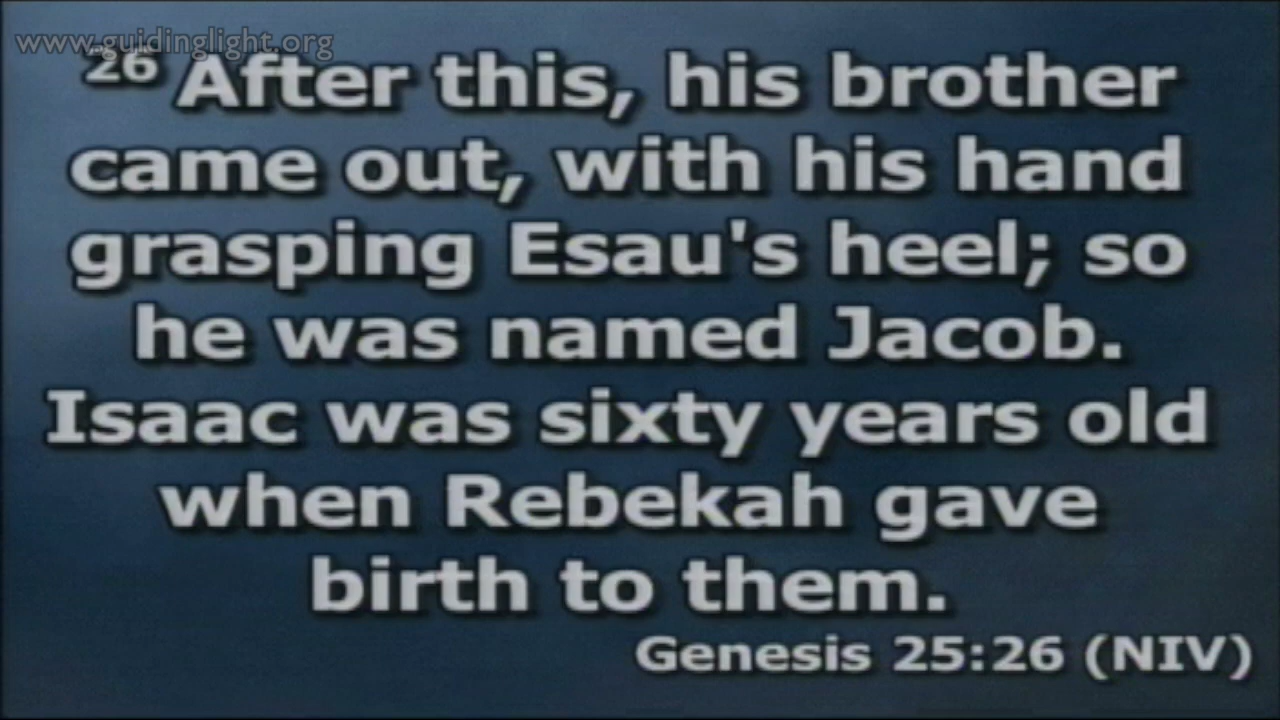 www.guidinglight.org
26 After this, his brother
came out, with his hand
grasping Esau's heel; so
he was named Jacob.
Isaac was sixty years old
when Rebekah gave
birth to them.
Genesis 25:26 (NIV)